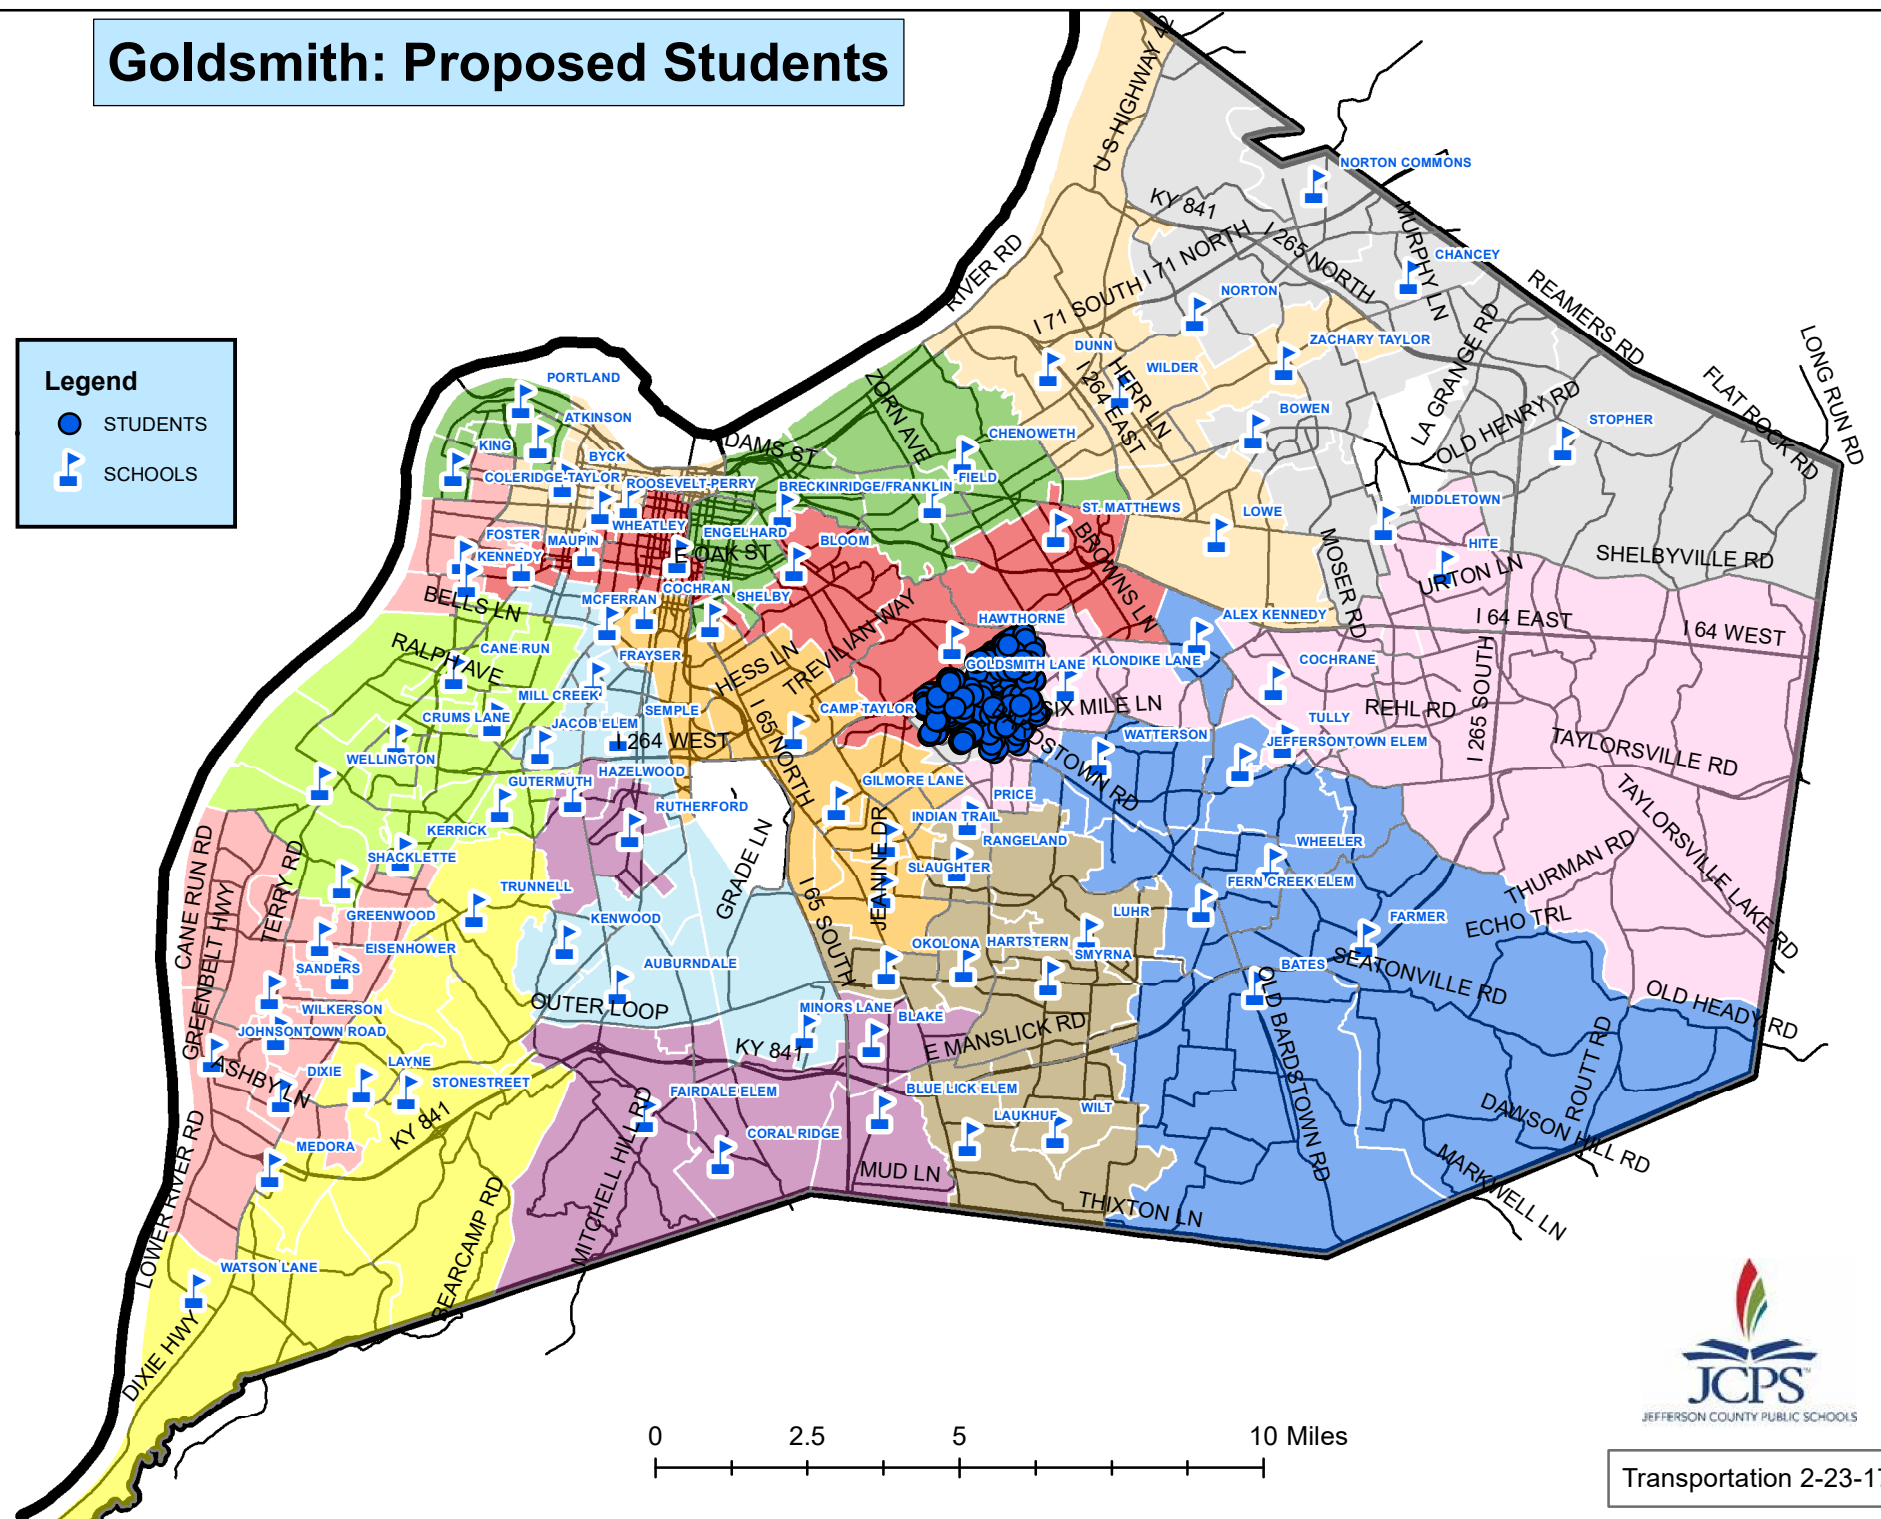 Goldsmith: Proposed Students
U S HIGHWAY 42
NORTON COMMONS
KY 841
MURPHY LN
I 71 NORTH
I 265 NORTH
CHANCEY
RIVER RD
REAMERS RD
NORTON
I 71 SOUTH
LONG RUN RD
LA GRANGE RD
ZACHARY TAYLOR
DUNN
WILDER
HERR LN
I 264 EAST
FLAT ROCK RD
Legend
STUDENTS
SCHOOLS
PORTLAND
ZORN AVE
OLD HENRY RD
BOWEN
STOPHER
ATKINSON
ADAMS ST
CHENOWETH
KING
BYCK
COLERIDGE-TAYLOR
ROOSEVELT-PERRY
BRECKINRIDGE/FRANKLIN
FIELD
MIDDLETOWN
ST. MATTHEWS
LOWE
WHEATLEY
FOSTER
MAUPIN
ENGELHARD
BLOOM
BROWNS LN
MOSER RD
HITE
KENNEDY
E OAK ST
SHELBYVILLE RD
URTON LN
BELLS LN
COCHRAN
SHELBY
MCFERRAN
TREVILIAN WAY
HAWTHORNE
ALEX KENNEDY
I 64 EAST
I 64 WEST
RALPH AVE
CANE RUN
FRAYSER
HESS LN
GOLDSMITH LANE
KLONDIKE LANE
COCHRANE
I 265 SOUTH
MILL CREEK
SEMPLE
CAMP TAYLOR
SIX MILE LN
REHL RD
CRUMS LANE
JACOB ELEM
I 65 NORTH
TULLY
I 264 WEST
WATTERSON
JEFFERSONTOWN ELEM
TAYLORSVILLE RD
WELLINGTON
HAZELWOOD
GUTERMUTH
GILMORE LANE
PRICE
RUTHERFORD
INDIAN TRAIL
RANGELAND
TAYLORSVILLE LAKE RD
KERRICK
GRADE LN
JEANINE DR
WHEELER
THURMAN RD
SHACKLETTE
SLAUGHTER
FERN CREEK ELEM
CANE RUN RD
TERRY RD
GREENBELT HWY
TRUNNELL
I 65 SOUTH
LUHR
FARMER
ECHO TRL
GREENWOOD
KENWOOD
EISENHOWER
OKOLONA
HARTSTERN
SMYRNA
BATES
SEATONVILLE RD
SANDERS
AUBURNDALE
OUTER LOOP
OLD HEADY RD
WILKERSON
MINORS LANE
BLAKE
JOHNSONTOWN ROAD
E MANSLICK RD
KY 841
OLD BARDSTOWN RD
ROUTT RD
ASHBY LN
DIXIE
LAYNE
STONESTREET
FAIRDALE ELEM
BLUE LICK ELEM
DAWSON HILL RD
KY 841
LAUKHUF
WILT
CORAL RIDGE
MEDORA
LOWER RIVER RD
MITCHELL HILL RD
MUD LN
MARKWELL LN
THIXTON LN
BEARCAMP RD
WATSON LANE
DIXIE HWY
JCPS
JEFFERSON COUNTY PUBLIC SCHOOLS
0 2.5 5 10 Miles
Transportation 2-23-17